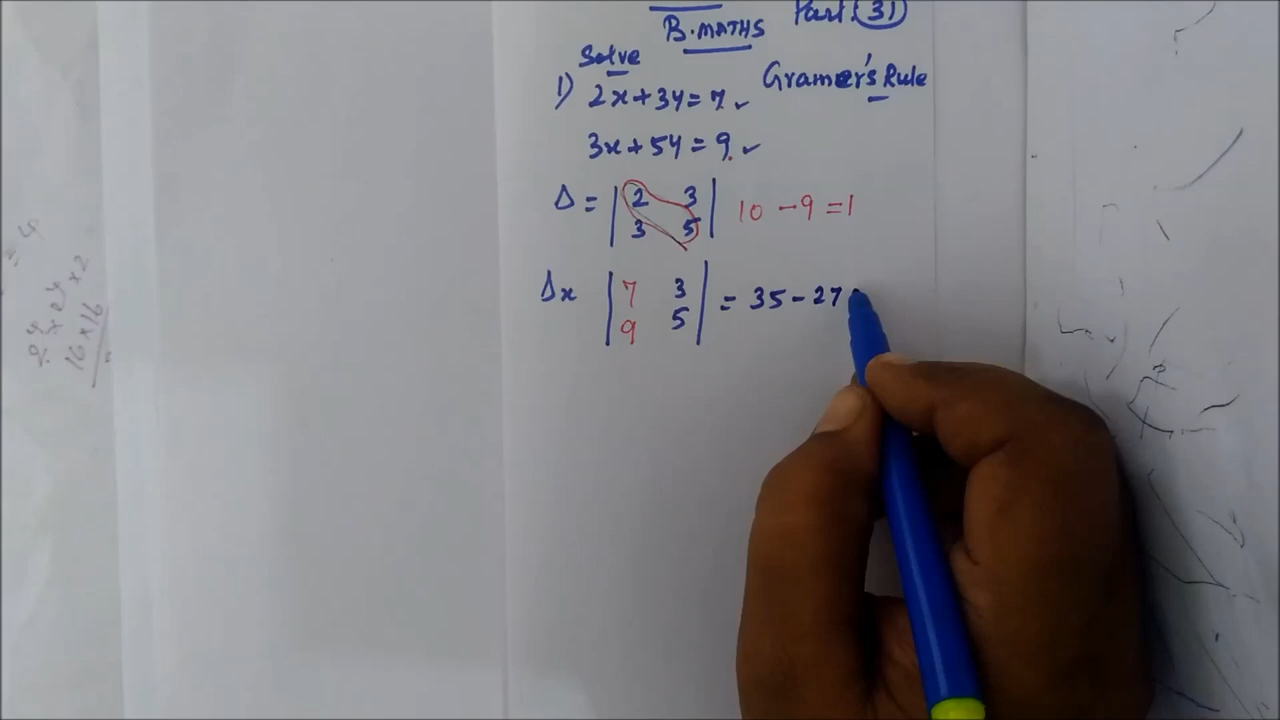 B.MATHS Part (31)
Solve
Gramer's Rule
1) 2x+3y=7
3x+5y=9
Δ= | 2 3 | 10 -9 =1
3 5
Δx | 7 3 | = 35-27
9 5